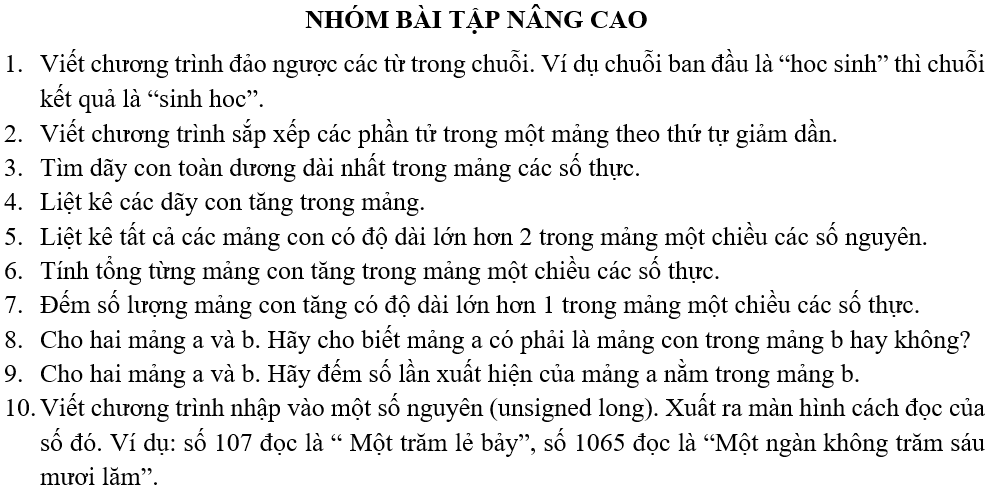 NHÓM BÀI TẬP NÂNG CAO
1. Viết chương trình đảo ngược các từ trong chuỗi. Ví dụ chuỗi ban đầu là “hoc sinh” thì chuỗi
kết quả là “sinh hoc”.
2. Viết chương trình sắp xếp các phần tử trong một mảng theo thứ tự giảm dần.
3. Tìm dãy con toàn dương dài nhất trong mảng các số thực.
4. Liệt kê các dãy con tăng trong mảng.
5. Liệt kê tất cả các mảng con có độ dài lớn hơn 2 trong mảng một chiều các số nguyên.
6. Tính tổng từng mảng con tăng trong mảng một chiều các số thực.
7. Đếm số lượng mảng con tăng có độ dài lớn hơn 1 trong mảng một chiều các số thực.
8. Cho hai mảng a và b. Hãy cho biết mảng a có phải là mảng con trong mảng b hay không?
9. Cho hai mảng a và b. Hãy đếm số lần xuất hiện của mảng a nằm trong mảng b.
10. Viết chương trình nhập vào một số nguyên (unsigned long). Xuất ra màn hình cách đọc của
số đó. Ví dụ: số 107 đọc là “ Một trăm lẻ bảy”, số 1065 đọc là “Một ngàn không trăm sáu
mươi lăm”.